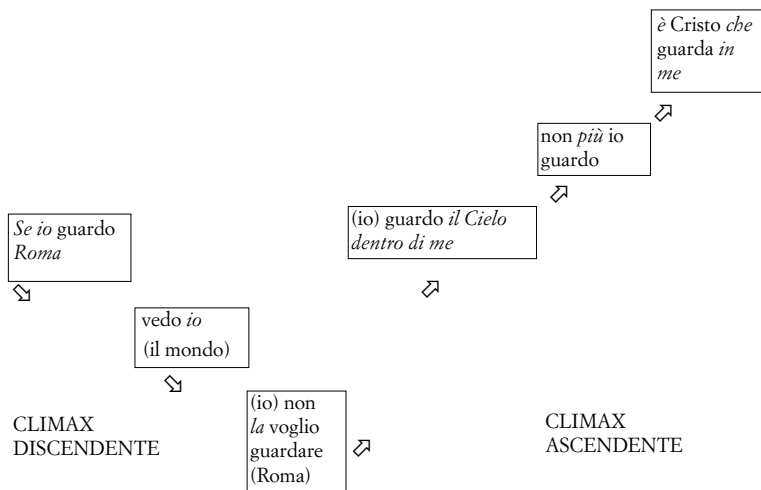 Se io guardo
Roma
vedo io
(il mondo)
(io) non
la voglio
guardare
(Roma)
(io) guardo il Cielo
dentro di me
non più io
guardo
è Cristo che
guarda in
me
CLIMAX
DISCENDENTE
CLIMAX
ASCENDENTE